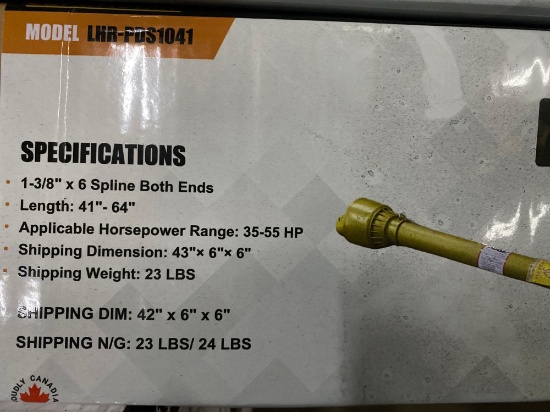 MODEL LHR-PDS1041
SPECIFICATIONS
· 1-3/8" x 6 Spline Both Ends
· Length: 41"- 64"
· Applicable Horsepower Range: 35-55 HP
· Shipping Dimension: 43"× 6"× 6"
· Shipping Weight: 23 LBS
SHIPPING DIM: 42" x 6" x 6"
SHIPPING N/G: 23 LBS/ 24 LBS
OUDLY CANADIA